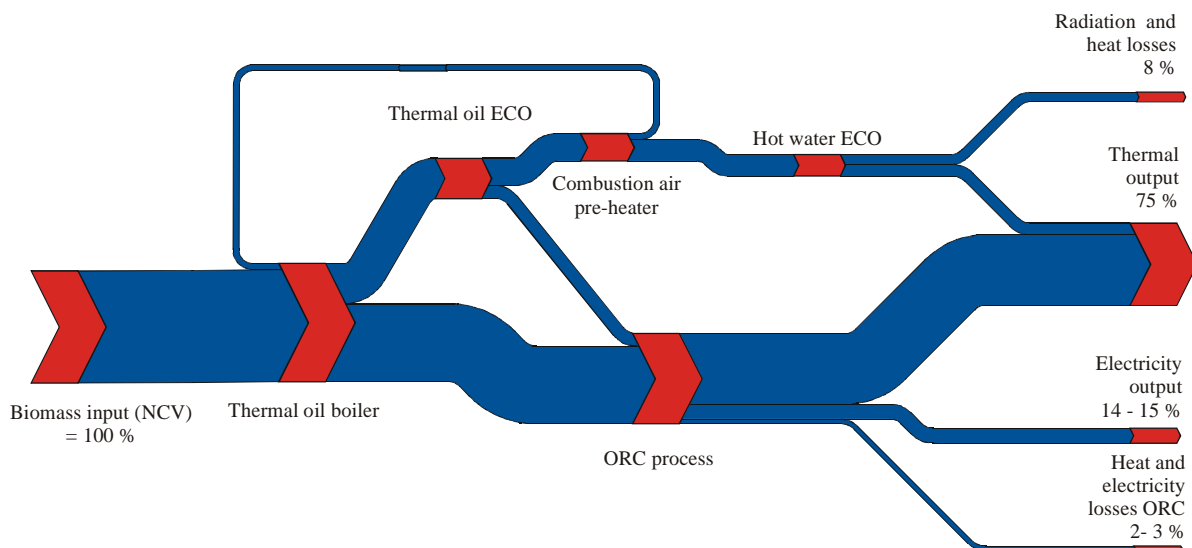 Radiation and
heat losses
8 %
Thermal oil ECO
Hot water ECO
Combustion air
pre-heater
Thermal
output
75 %
Biomass input (NCV)
= 100 %
Thermal oil boiler
ORC process
Electricity
output
14 - 15 %
Heat and
electricity
losses ORC
2- 3 %